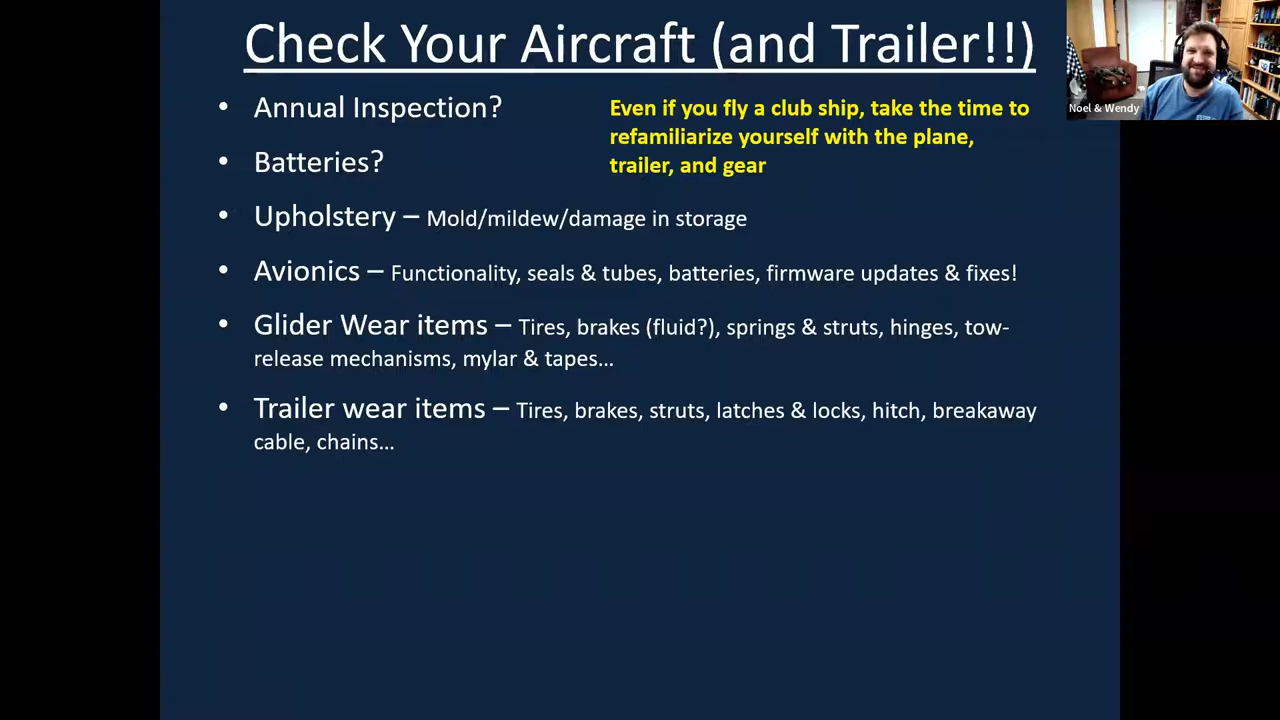 Check Your Aircraft (and Trailer!!)
• Annual Inspection?
Even if you fly a club ship, take the time to
refamiliarize yourself with the plane,
trailer, and gear
• Batteries?
• Upholstery – Mold/mildew/damage in storage
• Avionics – Functionality, seals & tubes, batteries, firmware updates & fixes!
• Glider Wear items – Tires, brakes (fluid?), springs & struts, hinges, tow-
release mechanisms, mylar & tapes…
• Trailer wear items – Tires, brakes, struts, latches & locks, hitch, breakaway
cable, chains…
Noel & Wendy